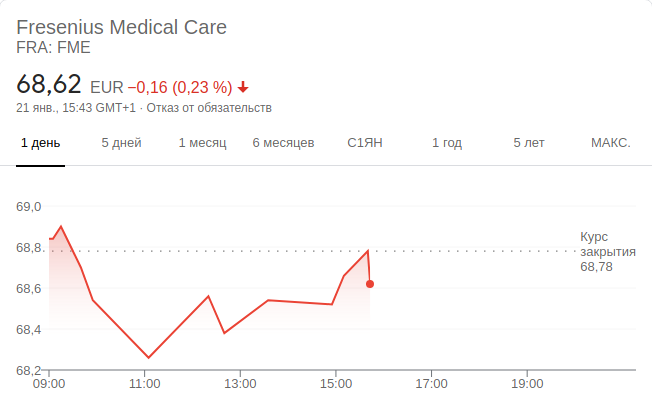 Fresenius Medical Care
FRA: FME
68,62 EUR −0,16 (0,23 %)
21 янв., 15:43 GMT+1 · Отказ от обязательств
1 день 5 дней 1 месяц 6 месяцев С1ЯН 1 год 5 лет МАКС.
69,0
Курс
68,8
закрытия
68,78
68,6
68,4
68,2
09:00 11:00 13:00 15:00 17:00 19:00